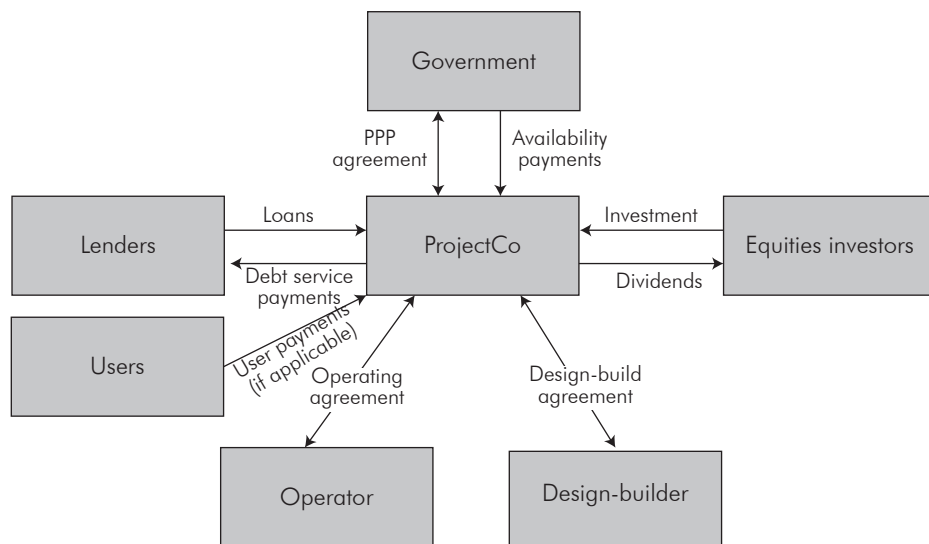 Government
PPP
agreement
Availability
payments
Lenders
Loans
ProjectCo
Investment
Equities investors
Debt service
payments
Dividends
Users
User payments
(if applicable)
Operating
agreement
Design-build
agreement
Operator
Design-builder